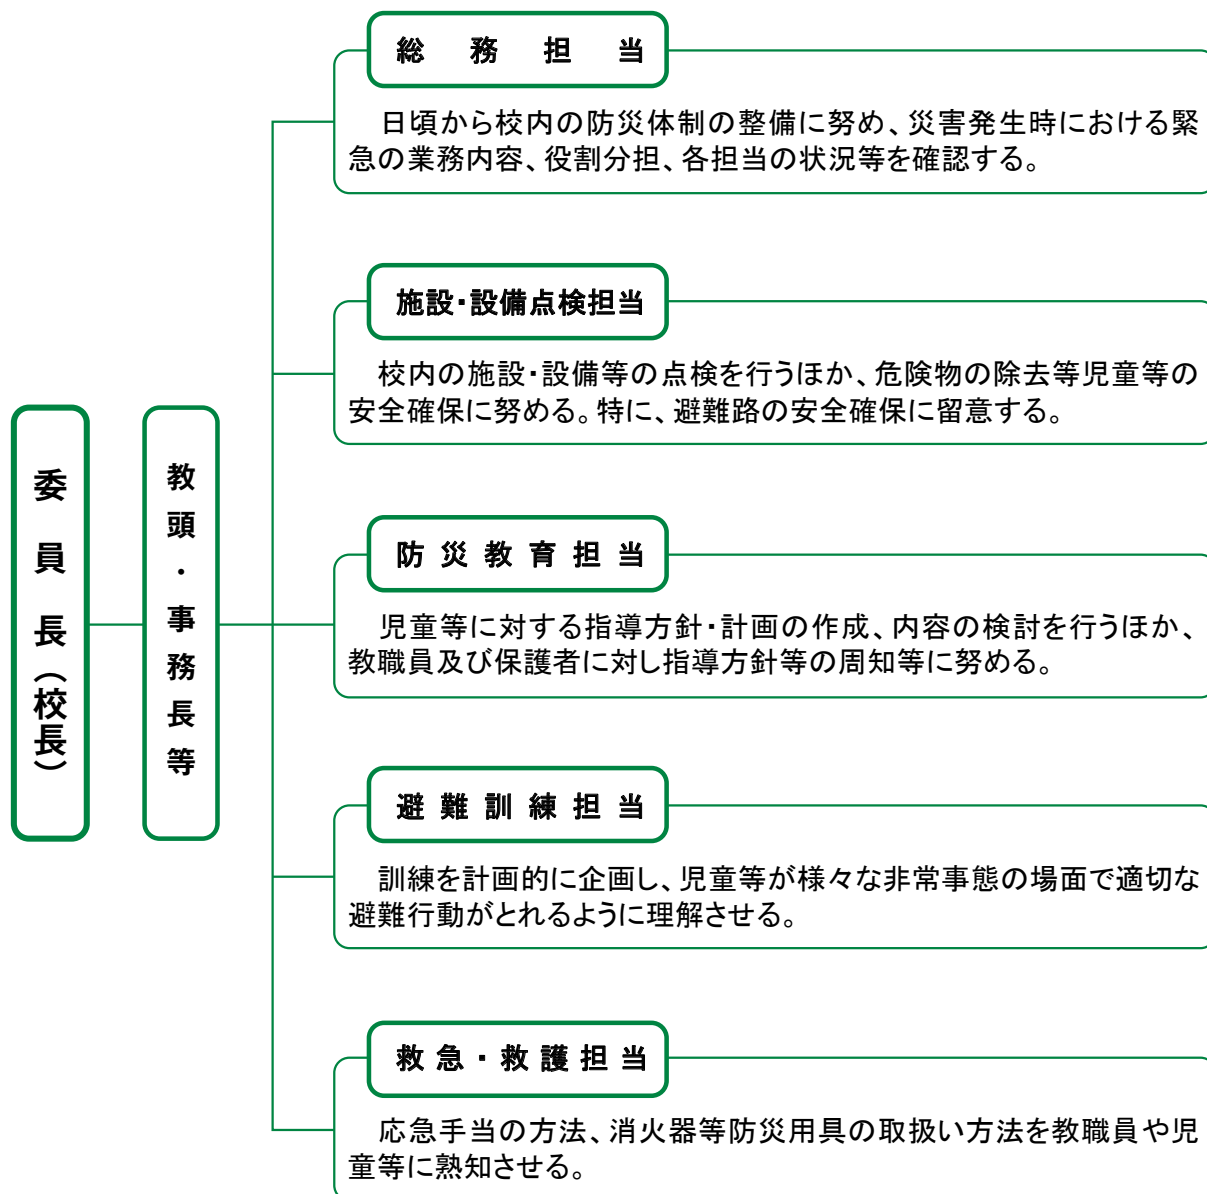 委員長（校長）
教頭・事務長等
総務担当
日頃から校内の防災体制の整備に努め、災害発生時における緊
急の業務内容、役割分担、各担当の状況等を確認する。
施設・設備点検担当
校内の施設・設備等の点検を行うほか、危険物の除去等児童等の
安全確保に努める。特に、避難路の安全確保に留意する。
防災教育担当
児童等に対する指導方針・計画の作成、内容の検討を行うほか、
教職員及び保護者に対し指導方針等の周知等に努める。
避難訓練担当
訓練を計画的に企画し、児童等が様々な非常事態の場面で適切な
避難行動がとれるように理解させる。
救急・救護担当
応急手当の方法、消火器等防災用具の取扱い方法を教職員や児
童等に熟知させる。